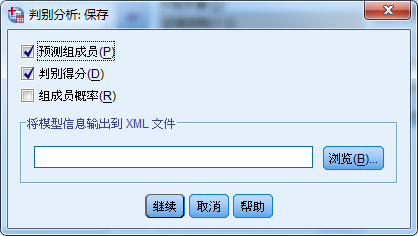 判别分析: 保存
预测组成员(P)
判别得分(D)
组成员概率(R)
将模型信息输出到 XML 文件
浏览(B)...
继续 取消 帮助